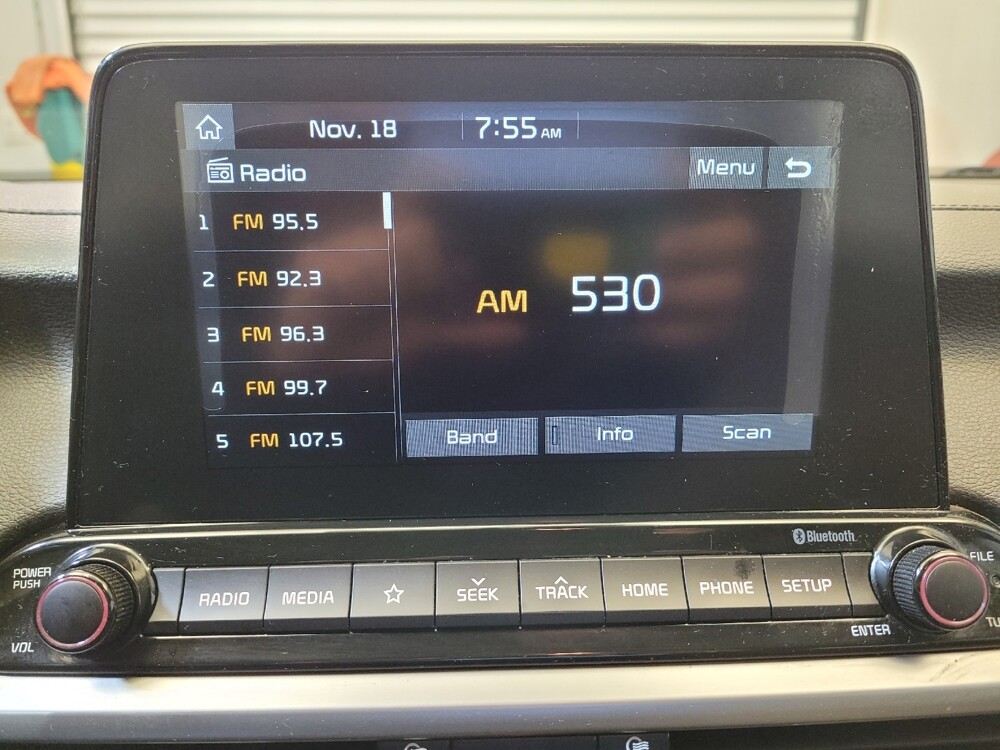 Nov. 18 7:55 AM
Radio Menu
1 FM 95.5
2 FM 92.3
3 FM 96.3
4 FM 99.7
5 FM 107.5
AM 530
Band Info Scan
Bluetooth
POWER
PUSH
VOL
RADIO MEDIA SEEK TRACK HOME PHONE SETUP
FILE
ENTER